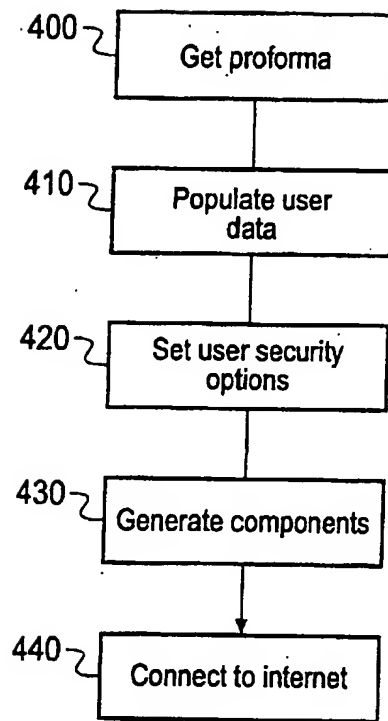 400
Get proforma
410
Populate user
data
420
Set user security
options
430
Generate components
440
Connect to internet